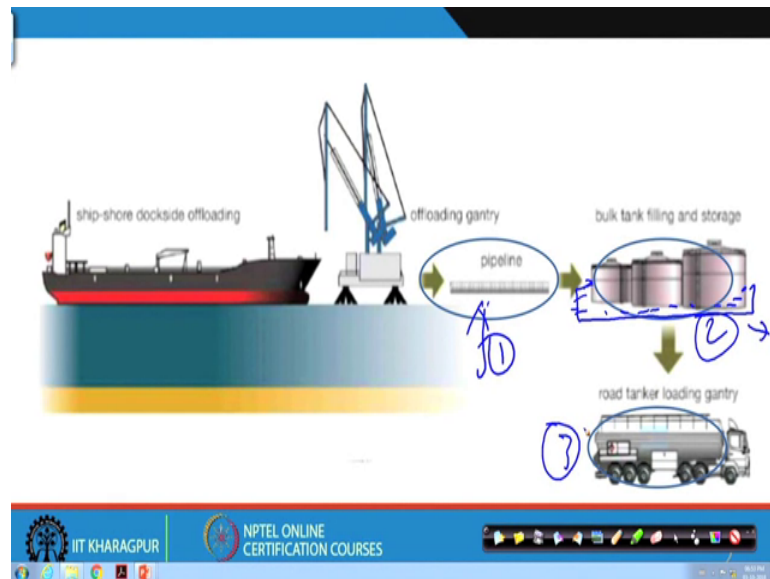 ship-shore dockside offloading
offloading gantry
bulk tank filling and storage
pipeline
1
2
road tanker loading gantry
3
IIT KHARAGPUR
NPTEL ONLINE
CERTIFICATION COURSES